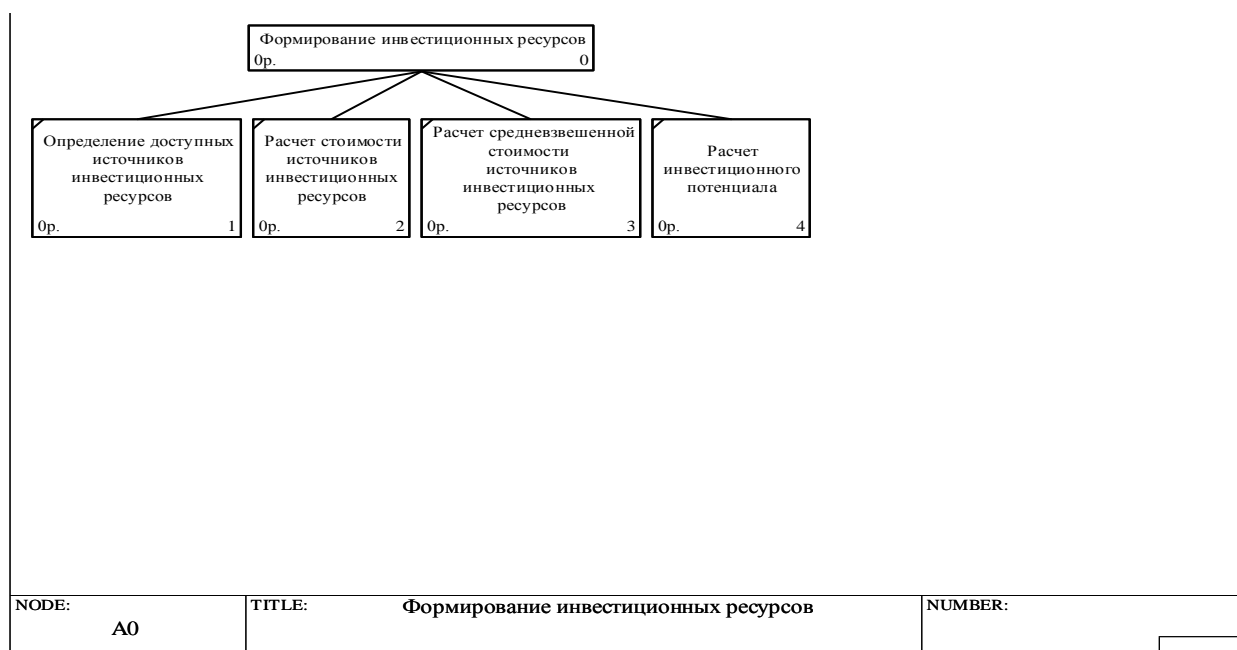 Формирование инвестиционных ресурсов
0р. 0
Определение доступных
источников
инвестиционных
ресурсов
0р. 1
Расчет стоимости
источников
инвестиционных
ресурсов
0р. 2
Расчет средневзвешенной
стоимости
источников
инвестиционных
ресурсов
0р. 3
Расчет
инвестиционного
потенциала
0р. 4
NODE:
A0
TITLE:
Формирование инвестиционных ресурсов
NUMBER: